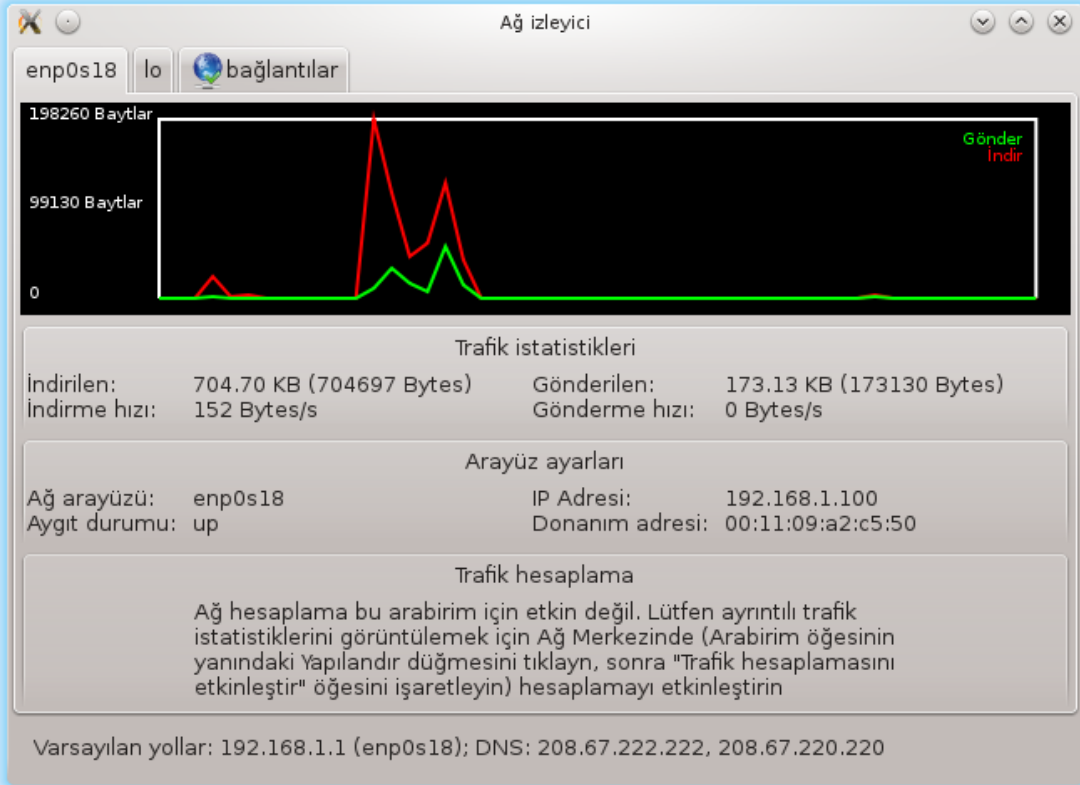 Ağ izleyici
enp0s18 lo bağlantılar
198260 Baytlar
Gönder
İndir
99130 Baytlar
0
Trafik istatistikleri
İndirilen: 704.70 KB (704697 Bytes) Gönderilen: 173.13 KB (173130 Bytes)
İndirme hızı: 152 Bytes/s Gönderme hızı: 0 Bytes/s
Arayüz ayarları
Ağ arayüzü: enp0s18 IP Adresi: 192.168.1.100
Aygıt durumu: up Donanım adresi: 00:11:09:a2:c5:50
Trafik hesaplama
Ağ hesaplama bu arabirim için etkin değil. Lütfen ayrıntılı trafik
istatistiklerini görüntülemek için Ağ Merkezinde (Arabirim öğesinin
yanındaki Yapılandır düğmesini tıklayn, sonra "Trafik hesaplamasını
etkinleştir" öğesini işaretleyin) hesaplamayı etkinleştirin
Varsayılan yollar: 192.168.1.1 (enp0s18); DNS: 208.67.222.222, 208.67.220.220